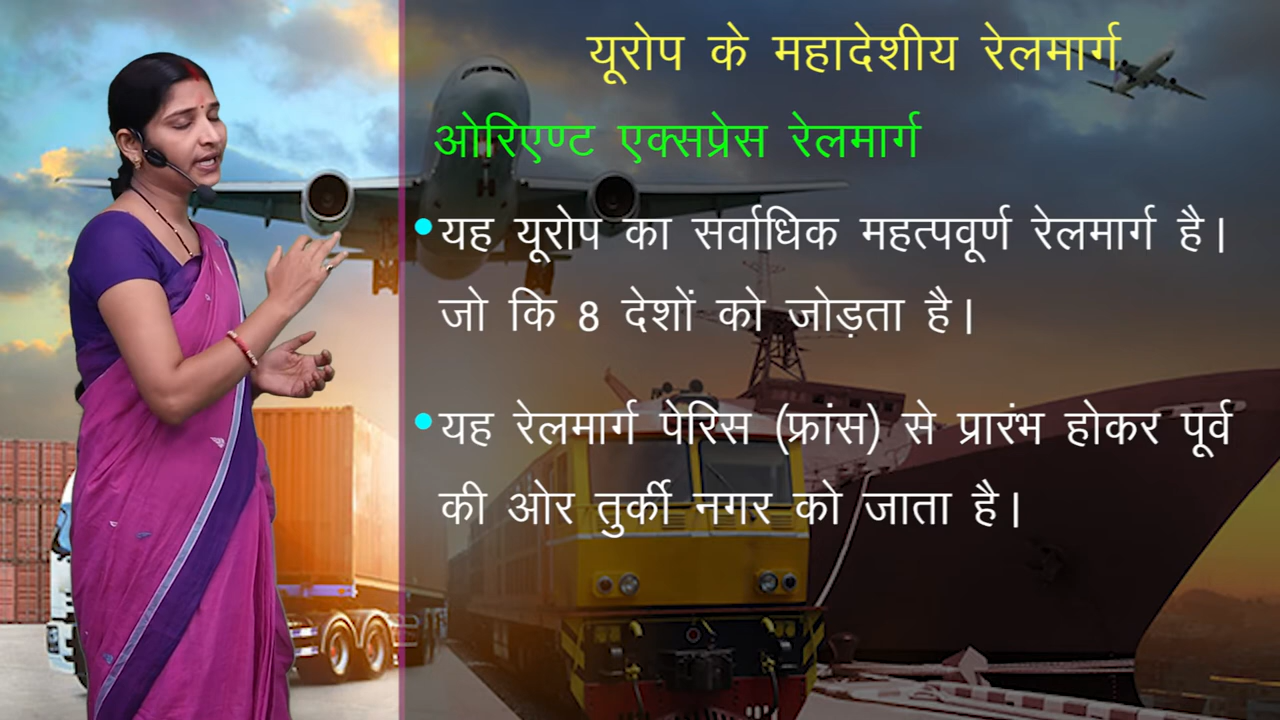 यूरोप के महादेशीय रेलमार्ग
ओरिएण्ट एक्सप्रेस रेलमार्ग
•यह यूरोप का सर्वाधिक महत्पवूर्ण रेलमार्ग है।
जो कि 8 देशों को जोड़ता है।
•यह रेलमार्ग पेरिस (फ्रांस) से प्रारंभ होकर पूर्व
की ओर तुर्की नगर को जाता है।